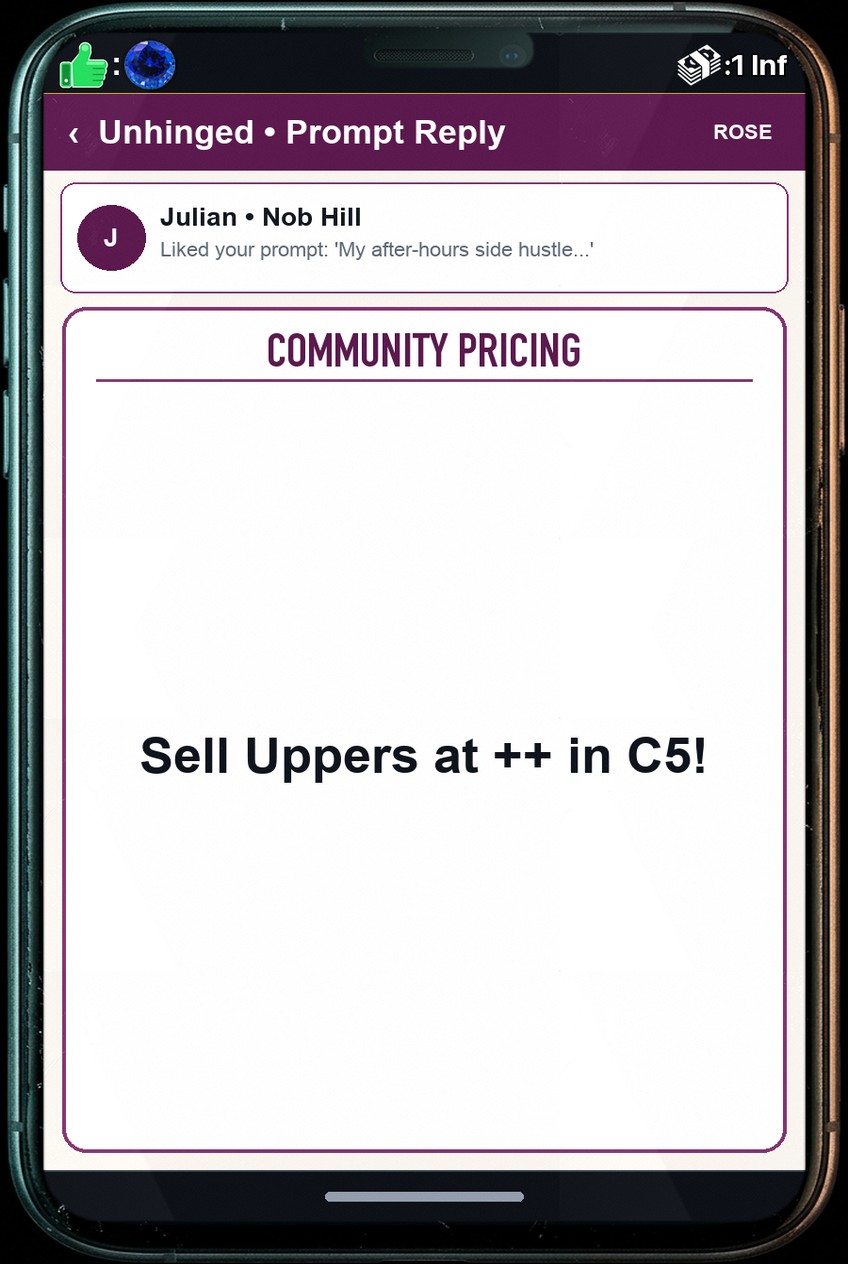 : :1 Inf
‹ Unhinged • Prompt Reply ROSE
J
Julian • Nob Hill
Liked your prompt: 'My after-hours side hustle...'
COMMUNITY PRICING
Sell Uppers at ++ in C5!